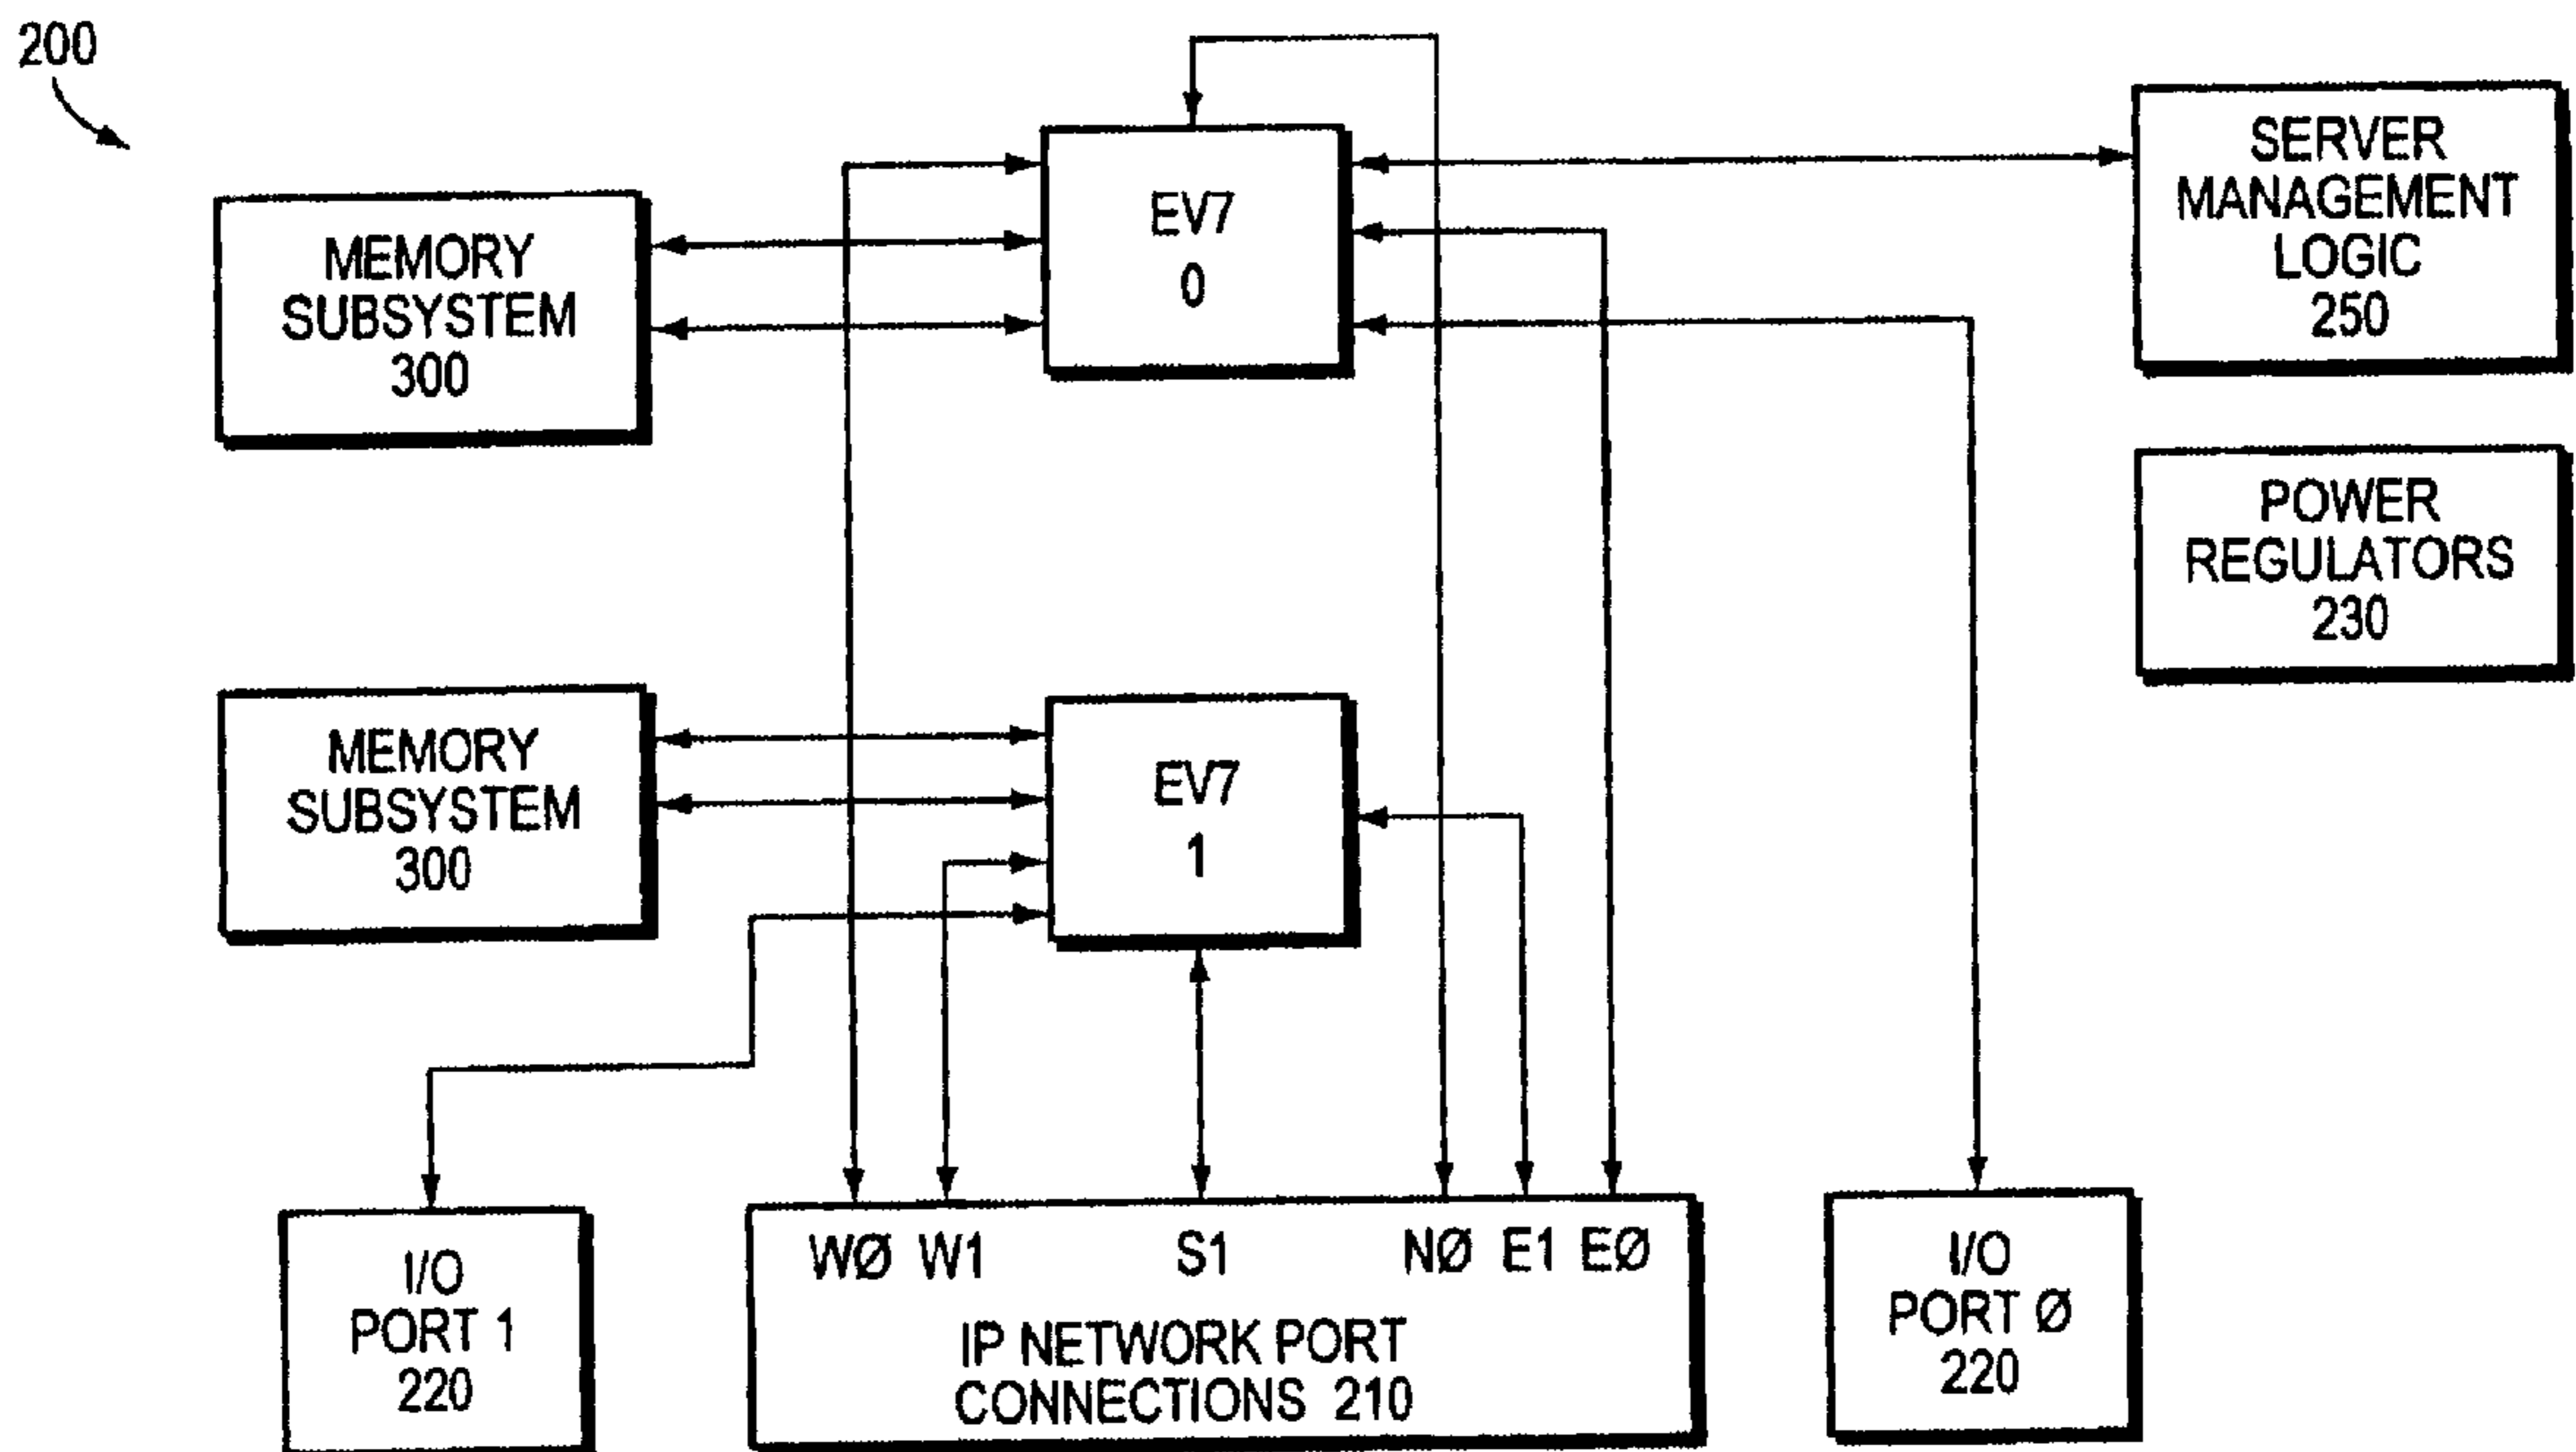 200
MEMORY
SUBSYSTEM
300
EV7
0
SERVER
MANAGEMENT
LOGIC
250
POWER
REGULATORS
230
MEMORY
SUBSYSTEM
300
EV7
1
I/O
PORT 1
220
WØ W1 S1 NØ E1 EØ
IP NETWORK PORT
CONNECTIONS 210
I/O
PORT Ø
220